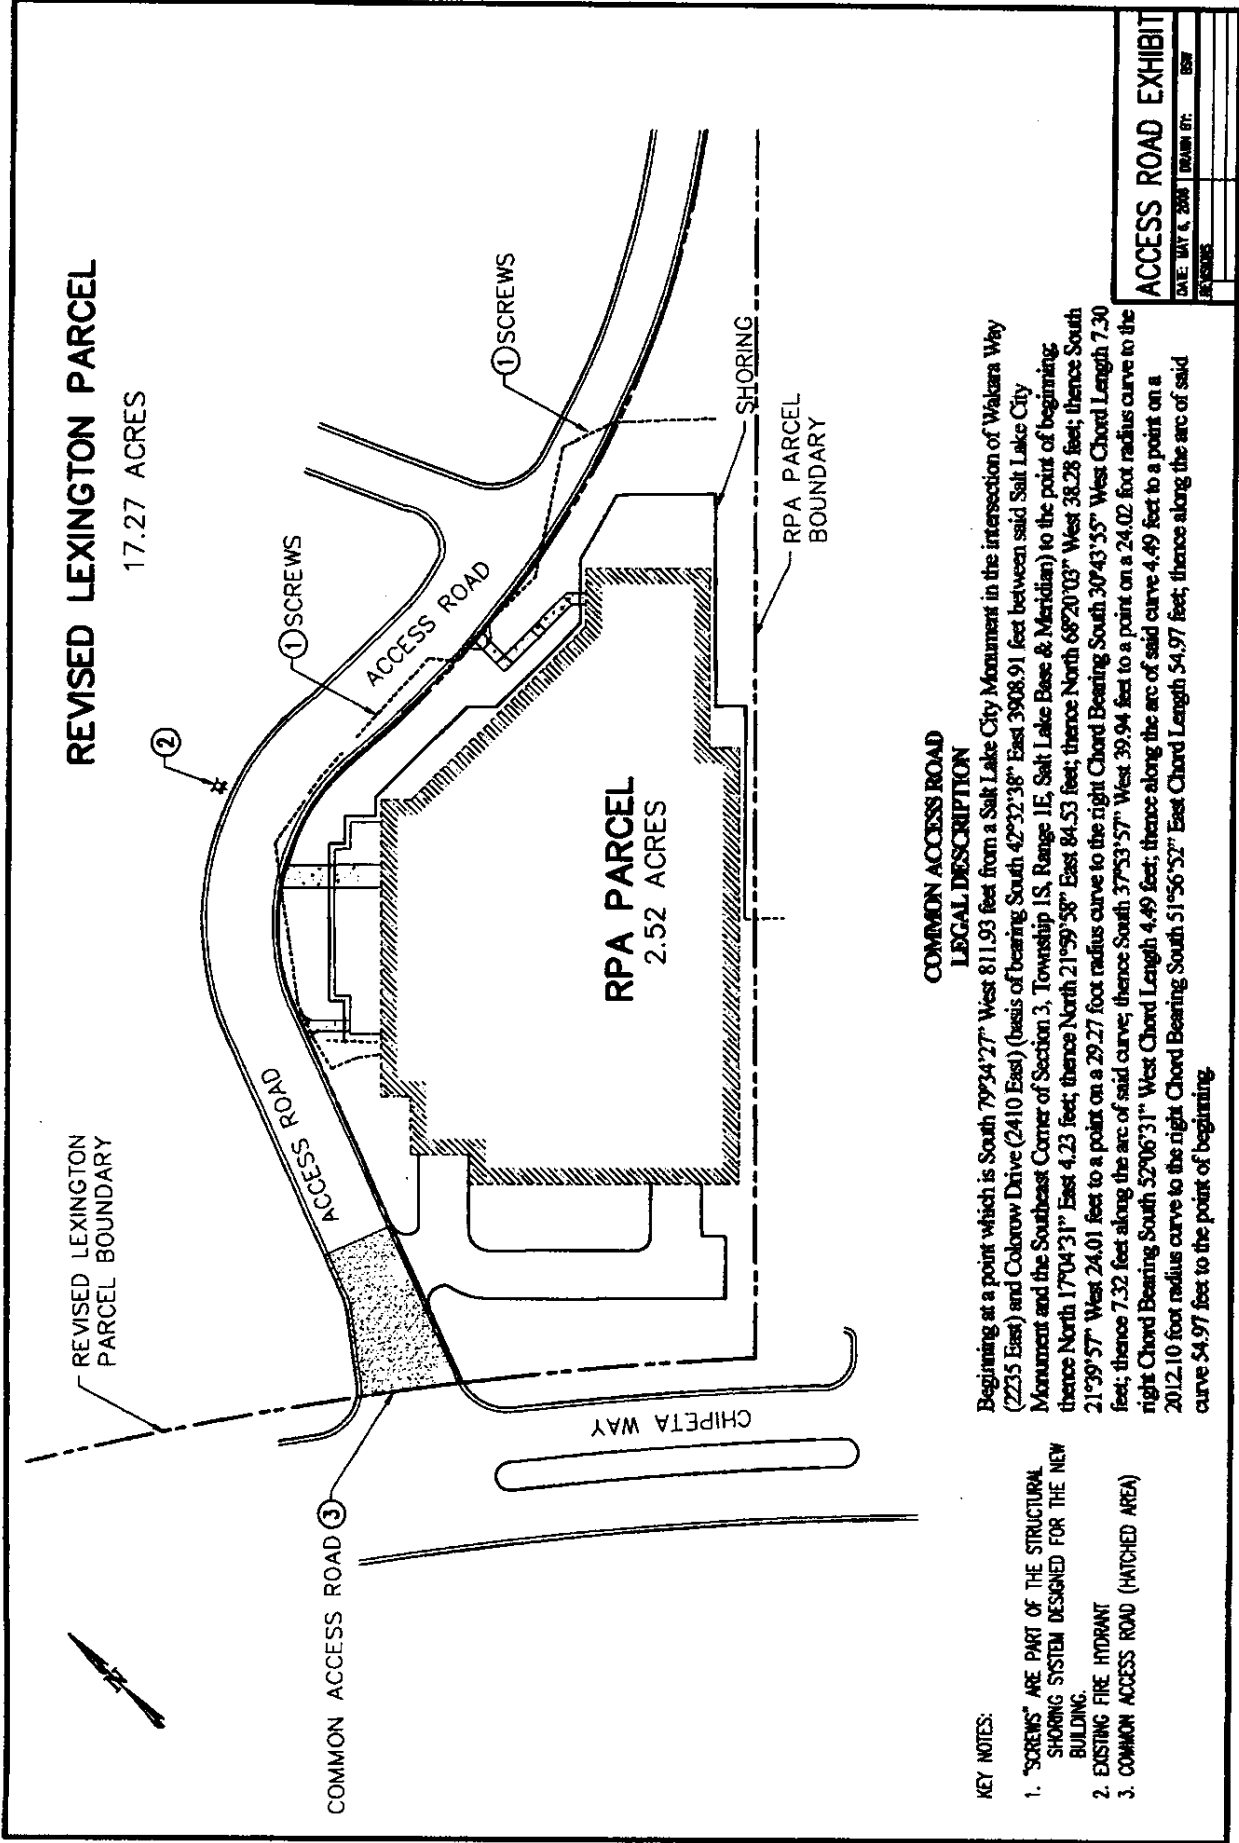 REVISED LEXINGTON PARCEL
17.27 ACRES
REVISED LEXINGTON
PARCEL BOUNDARY
2
1 SCREWS
1 SCREWS
ACCESS ROAD
ACCESS ROAD
COMMON ACCESS ROAD 3
N
RPA PARCEL
2.52 ACRES
SHORING
RPA PARCEL
BOUNDARY
CHIPETA WAY
KEY NOTES:
1. "SCREWS" ARE PART OF THE STRUCTURAL
SHORING SYSTEM DESIGNED FOR THE NEW
BUILDING.
2. EXISTING FIRE HYDRANT
3. COMMON ACCESS ROAD (HATCHED AREA)
COMMON ACCESS ROAD
LEGAL DESCRIPTION
Beginning at a point which is South 79°34'27" West 811.93 feet from a Salt Lake City Monument in the intersection of Wakara Way
(2235 East) and Colorow Drive (2410 East) (basis of bearing South 42°32'38" East 3908.91 feet between said Salt Lake City
Monument and the Southeast Corner of Section 3, Township 1S, Range 1E, Salt Lake Base & Meridian) to the point of beginning;
thence North 17°04'31" East 4.23 feet; thence North 21°59'58" East 84.53 feet; thence North 68°20'03" West 38.28 feet; thence South
21°39'57" West 24.01 feet to a point on a 29.27 foot radius curve to the right Chord Bearing South 30°43'55" West Chord Length 7.30
feet; thence 7.32 feet along the arc of said curve; thence South 37°53'57" West 39.94 feet to a point on a 24.02 foot radius curve to the
right Chord Bearing South 52°06'31" West Chord Length 4.49 feet; thence along the arc of said curve 4.49 feet to a point on a
2012.10 foot radius curve to the right Chord Bearing South 51°56'52" East Chord Length 54.97 feet; thence along the arc of said
curve 54.97 feet to the point of beginning.
ACCESS ROAD EXHIBIT
DATE: MAY 6, 2008 DRAWN BY: BSW
REVISIONS